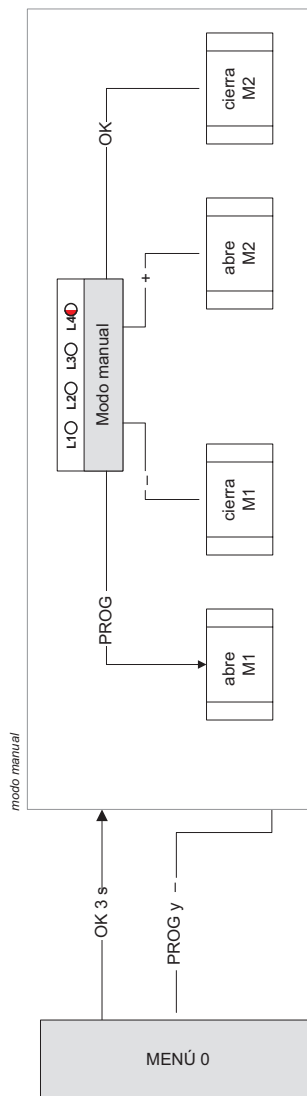 modo manual
MENÚ 0
OK 3 s
PROG y –
L1 L2 L3 L4
Modo manual
PROG
–
+
OK
abre
M1
cierra
M1
abre
M2
cierra
M2